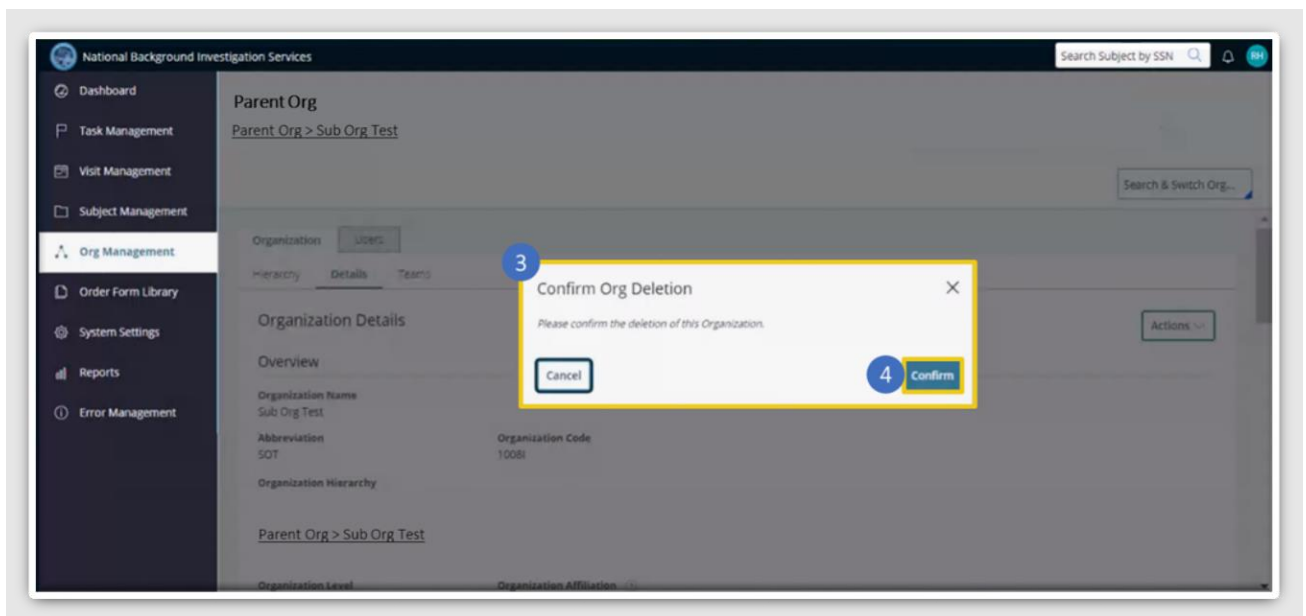 National Background Investigation Services
Search Subject by SSN
RH
Dashboard
Task Management
Visit Management
Subject Management
Org Management
Order Form Library
System Settings
Reports
Error Management
Parent Org
Parent Org > Sub Org Test
Search & Switch Org...
Organization Users
Hierarchy Details Teams
Organization Details
Actions
Overview
Organization Name
Sub Org Test
Abbreviation Organization Code
SOT 1008I
Organization Hierarchy
Parent Org > Sub Org Test
Organization Level Organization Affiliation
3
Confirm Org Deletion
Please confirm the deletion of this Organization.
Cancel 4 Confirm